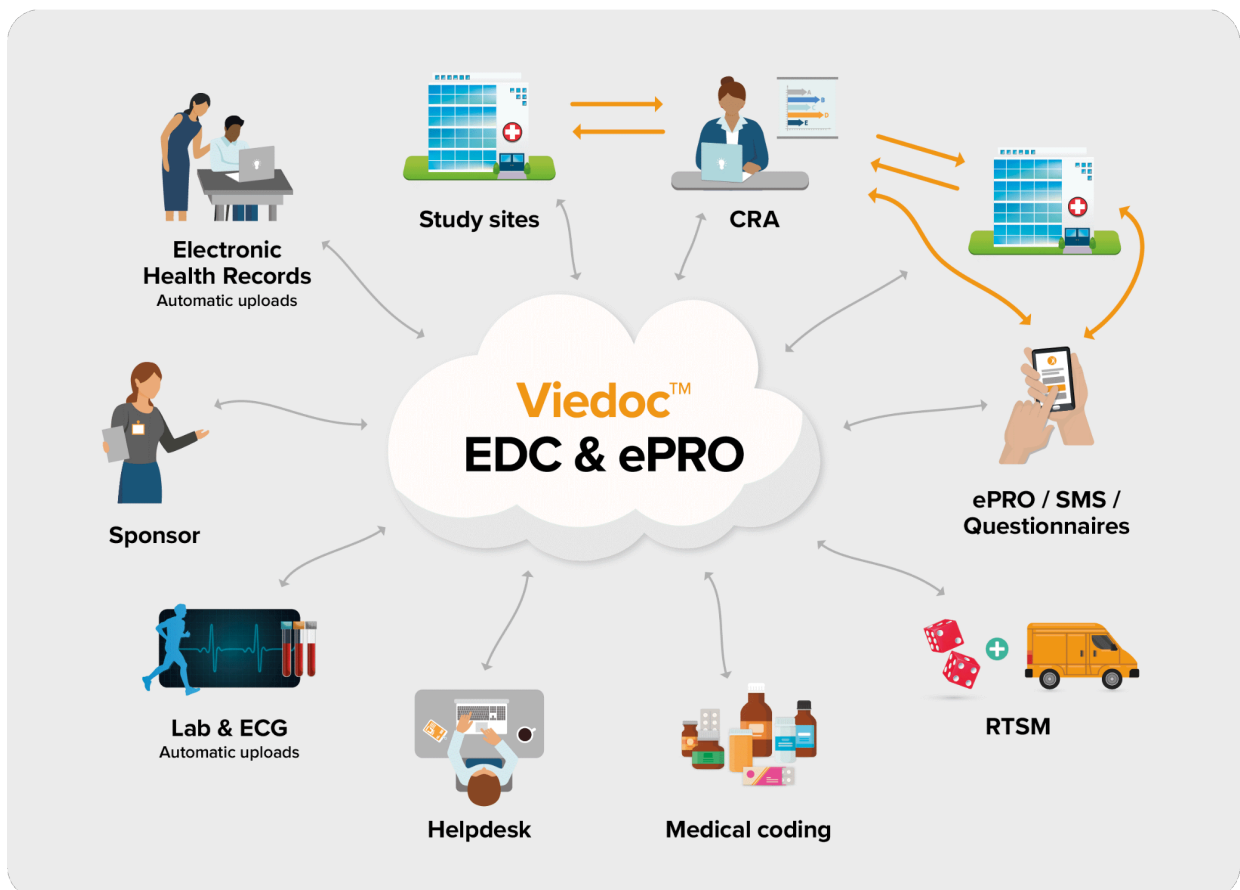 Study sites
CRA
A
B
C
D
E
Electronic
Health Records
Automatic uploads
Viedoc™
EDC & ePRO
Sponsor
ePRO / SMS /
Questionnaires
Lab & ECG
Automatic uploads
RTSM
Helpdesk
Medical coding